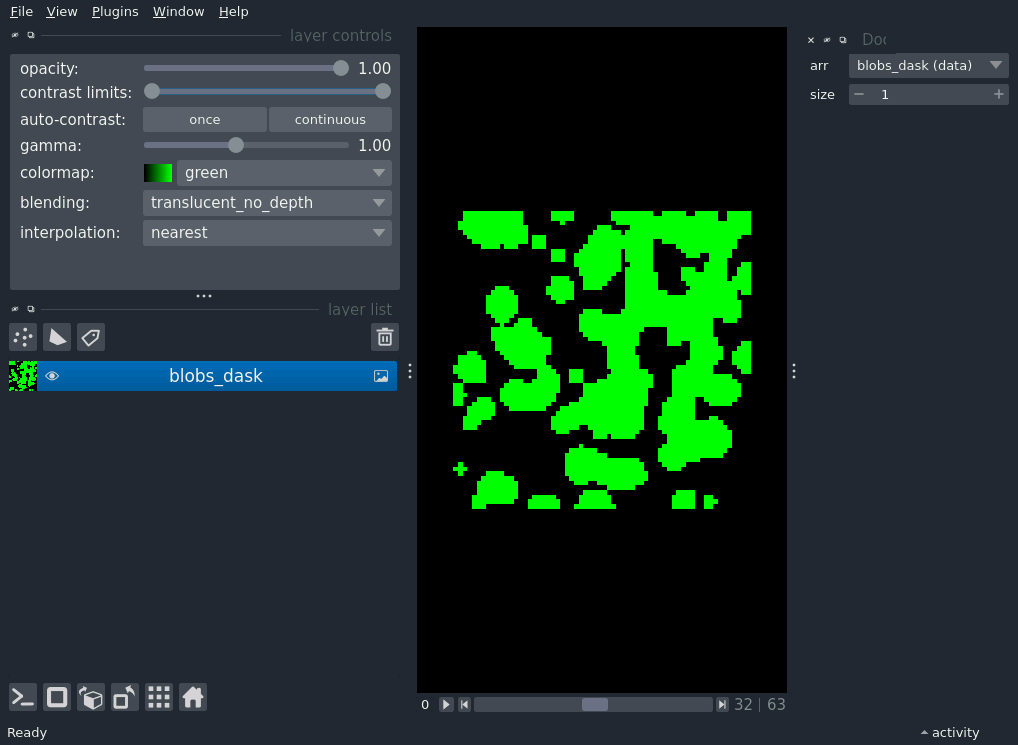 File View Plugins Window Help
layer controls
opacity: 1.00
contrast limits:
auto-contrast: once continuous
gamma: 1.00
colormap: green
blending: translucent_no_depth
interpolation: nearest
layer list
blobs_dask
arr blobs_dask (data)
size 1
0 32 | 63
Ready
activity